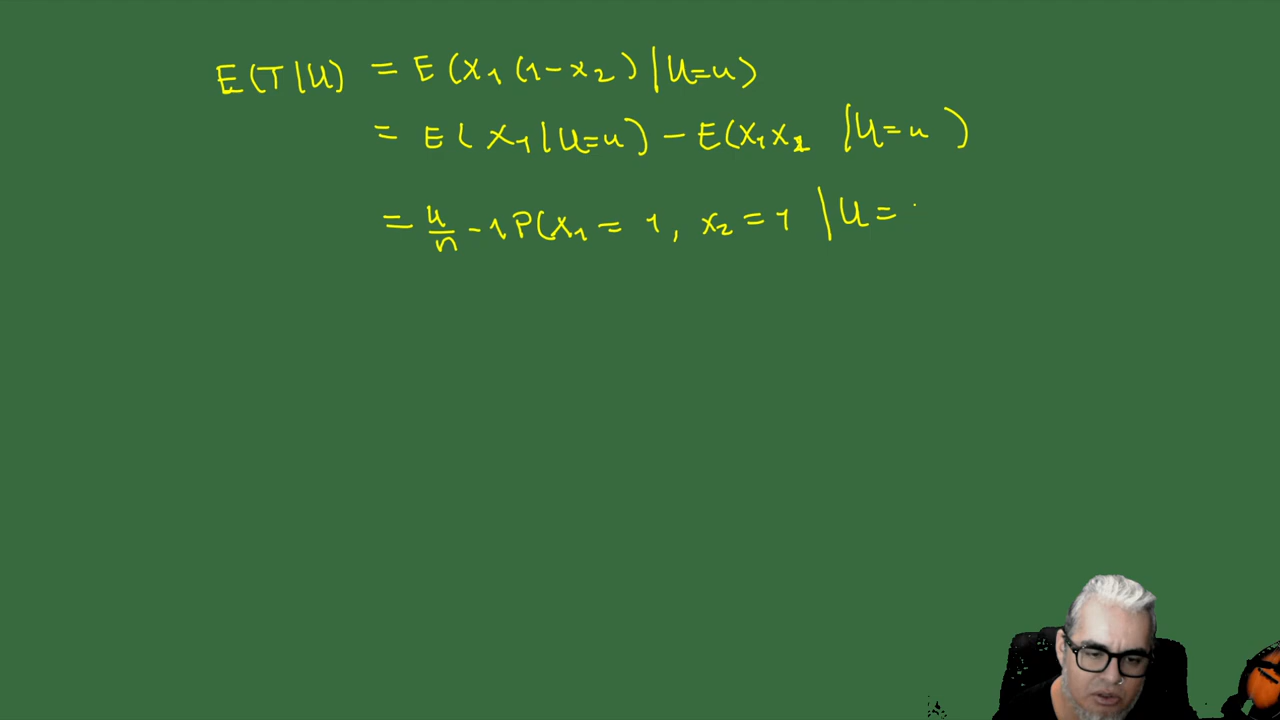 E(T|U) = E(X₁(1-X₂)|U=u)
= E(X₁|U=u) - E(X₁X₂ |U=u)
= u/n - 1P(X₁ = 1, X₂ = 1 |U=